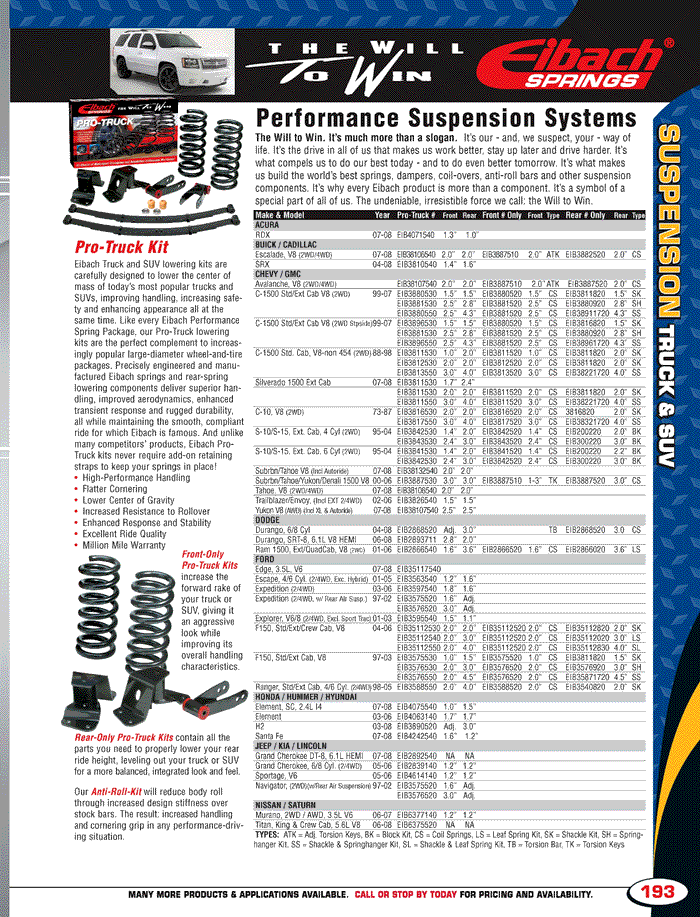 THE WILL
TO WIN
Eibach®
SPRINGS
Eibach THE WILL TO WIN
PRO-TRUCK
SUSPENSION TRUCK & SUV
Performance Suspension Systems
The Will to Win. It's much more than a slogan. It's our - and, we suspect, your - way of
life. It's the drive in all of us that makes us work better, stay up later and drive harder. It's
what compels us to do our best today - and to do even better tomorrow. It's what makes
us build the world's best springs, dampers, coil-overs, anti-roll bars and other suspension
components. It's why every Eibach product is more than a component. It's a symbol of a
special part of all of us. The undeniable, irresistible force we call: the Will to Win.
Pro-Truck Kit
Eibach Truck and SUV lowering kits are
carefully designed to lower the center of
mass of today's most popular trucks and
SUVs, improving handling, increasing safe-
ty and enhancing appearance all at the
same time. Like every Eibach Performance
Spring Package, our Pro-Truck lowering
kits are the perfect complement to increas-
ingly popular large-diameter wheel-and-tire
packages. Precisely engineered and manu-
factured Eibach springs and rear-spring
lowering components deliver superior han-
dling, improved aerodynamics, enhanced
transient response and rugged durability,
all while maintaining the smooth, compliant
ride for which Eibach is famous. And unlike
many competitors' products, Eibach Pro-
Truck kits never require add-on retaining
straps to keep your springs in place!
• High-Performance Handling
• Flatter Cornering
• Lower Center of Gravity
• Increased Resistance to Rollover
• Enhanced Response and Stability
• Excellent Ride Quality
• Million Mile Warranty
Front-Only
Pro-Truck Kits
increase the
forward rake of
your truck or
SUV, giving it
an aggressive
look while
improving its
overall handling
characteristics.
Rear-Only Pro-Truck Kits contain all the
parts you need to properly lower your rear
ride height, leveling out your truck or SUV
for a more balanced, integrated look and feel.
Our Anti-Roll-Kit will reduce body roll
through increased design stiffness over
stock bars. The result: increased handling
and cornering grip in any performance-driv-
ing situation.
Make & Model Year Pro-Truck # Front Rear Front # Only Front Type Rear # Only Rear Type
ACURA
RDX 07-08 EIB4071540 1.3" 1.0"
BUICK / CADILLAC
Escalade, V8 (2WD/4WD) 07-08 EIB38106540 2.0" 2.0" EIB3887510 2.0" ATK EIB3882520 2.0" CS
SRX 04-08 EIB3810540 1.4" 1.6"
CHEVY / GMC
Avalanche, V8 (2WD/4WD) EIB38107540 2.0" 2.0" EIB3887510 2.0" ATK EIB3887520 2.0" CS
C-1500 Std/Ext Cab V8 (2WD) 99-07 EIB3880530 1.5" 1.5" EIB3880520 1.5" CS EIB3811820 1.5" SK
EIB3881530 2.5" 2.8" EIB3881520 2.5" CS EIB3880920 2.8" SH
EIB3880550 2.5" 4.3" EIB3881520 2.5" CS EIB38911720 4.3" SS
C-1500 Std/Ext Cab V8 (2WD Stpside) 99-07 EIB3896530 1.5" 1.5" EIB3880520 1.5" CS EIB3816820 1.5" SK
EIB3881530 2.5" 2.8" EIB3881520 2.5" CS EIB3880920 2.8" SH
EIB3896550 2.5" 4.3" EIB3881520 2.5" CS EIB38961720 4.3" SS
C-1500 Std. Cab, V8-non 454 (2WD) 88-98 EIB3811530 1.0" 2.0" EIB3811520 1.0" CS EIB3811820 2.0" SK
EIB3812530 2.0" 2.0" EIB3812520 2.0" CS EIB3811820 2.0" SK
EIB3813550 3.0" 4.0" EIB3813520 3.0" CS EIB38221720 4.0" SS
Silverado 1500 Ext Cab 07-08 EIB3811530 1.7" 2.4"
EIB3811530 2.0" 2.0" EIB3811520 2.0" CS EIB3811820 2.0" SK
EIB3811550 3.0" 4.0" EIB3811520 3.0" CS EIB38221720 4.0" SS
C-10, V8 (2WD) 73-87 EIB3816530 2.0" 2.0" EIB3816520 2.0" CS 3816820 2.0" SK
EIB3817550 3.0" 4.0" EIB3817520 3.0" CS EIB38321720 4.0" SS
S-10/S-15, Ext. Cab, 4 Cyl (2WD) 95-04 EIB3842530 1.4" 2.0" EIB3842520 1.4" CS EIB200220 2.0" BK
EIB3843530 2.4" 3.0" EIB3843520 2.4" CS EIB300220 3.0" BK
S-10/S-15, Ext. Cab, 6 Cyl (2WD) 95-04 EIB3841530 1.4" 2.0" EIB3841520 1.4" CS EIB200220 2.2" BK
EIB3842530 2.4" 3.0" EIB3842520 2.4" CS EIB300220 3.0" BK
Subrbn/Tahoe V8 (Incl Autoride) 07-08 EIB38132540 2.0" 2.0"
Subrbn/Tahoe/Yukon/Denali 1500 V8 00-06 EIB3887530 3.0" 3.0" EIB3887510 1-3" TK EIB3887520 3.0" CS
Tahoe, V8 (2WD/4WD) 07-08 EIB38106540 2.0" 2.0"
Trailblazer/Envoy, (Incl EXT 2/4WD) 02-06 EIB3826540 1.5" 1.5"
Yukon V8 (AWD) (Incl XL & Autoride) 07-08 EIB38107540 2.5" 2.5"
DODGE
Durango, 6/8 Cyl 04-08 EIB2868520 Adj. 3.0" TB EIB2868520 3.0 CS
Durango, SRT-8, 6.1L V8 HEMI 06-08 EIB2893711 2.8" 2.0"
Ram 1500, Ext/QuadCab, V8 (2WD) 01-06 EIB2866540 1.6" 3.6" EIB2866520 1.6" CS EIB2866020 3.6" LS
FORD
Edge, 3.5L, V6 07-08 EIB35117540
Escape, 4/6 Cyl. (2/4WD, Exc. Hybrid) 01-05 EIB3563540 1.2" 1.6"
Expedition (2/4WD) 03-06 EIB3597540 1.8" 1.6"
Expedition (2/4WD, w/ Rear Air Susp.) 97-02 EIB3575520 1.6" Adj.
EIB3576520 3.0" Adj.
Explorer, V6/8 (2/4WD, Excl. Sport Trac) 01-03 EIB3595540 1.5" 1.1"
F150, Std/Ext/Crew Cab, V8 04-06 EIB35112530 2.0" 2.0" EIB35112520 2.0" CS EIB35112820 2.0" SK
EIB35112540 2.0" 3.0" EIB35112520 2.0" CS EIB35112020 3.0" LS
EIB35112550 2.0" 4.0" EIB35112520 2.0" CS EIB35112830 4.0" SL
F150, Std/Ext Cab, V8 97-03 EIB3575530 1.0" 1.5" EIB3575520 1.0" CS EIB3811820 1.5" SK
EIB3576530 2.0" 3.0" EIB3576520 2.0" CS EIB3576920 3.0" SH
EIB3576550 2.0" 4.5" EIB3576520 2.0" CS EIB35871720 4.5" SS
Ranger, Std/Ext Cab, 4/6 Cyl. (2/4WD) 98-05 EIB3588550 2.0" 4.0" EIB3588520 2.0" CS EIB3540820 2.0" SK
HONDA / HUMMER / HYUNDAI
Element, SC, 2.4L I4 07-08 EIB4075540 1.0" 1.5"
Element 03-06 EIB4063140 1.7" 1.7"
H2 03-08 EIB3890520 Adj. 3.0"
Santa Fe 07-08 EIB4242540 1.6" 1.2"
JEEP / KIA / LINCOLN
Grand Cherokee DT-8, 6.1L HEMI 07-08 EIB2892540 NA NA
Grand Cherokee, 6/8 Cyl. (2/4WD) 05-06 EIB2839140 1.2" 1.2"
Sportage, V6 05-06 EIB4614140 1.2" 1.2"
Navigator, (2WD)(w/Rear Air Suspension) 97-02 EIB3575520 1.6" Adj.
EIB3576520 3.0" Adj.
NISSAN / SATURN
Murano, 2WD / AWD, 3.5L V6 06-07 EIB6377140 1.2" 1.2"
Titan, King & Crew Cab, 5.6L V8 06-08 EIB6375520 NA NA
TYPES: ATK = Adj. Torsion Keys, BK = Block Kit, CS = Coil Springs, LS = Leaf Spring Kit, SK = Shackle Kit, SH = Spring-
hanger Kit. SS = Shackle & Springhanger Kit, SL = Shackle & Leaf Spring Kit, TB = Torsion Bar, TK = Torsion Keys
MANY MORE PRODUCTS & APPLICATIONS AVAILABLE. CALL OR STOP BY TODAY FOR PRICING AND AVAILABILITY.
193